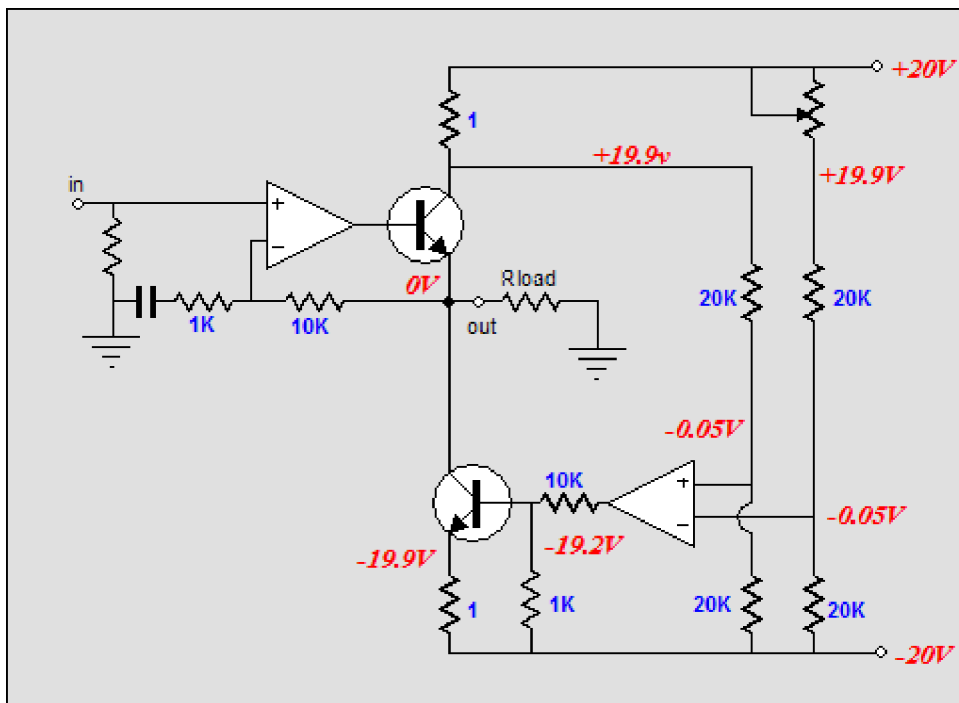 +20V
1
+19.9v
+19.9V
in
+
−
0V
Rload
20K
20K
1K
10K
out
-0.05V
10K
+
−
-0.05V
-19.2V
-19.9V
1
1K
20K
20K
-20V